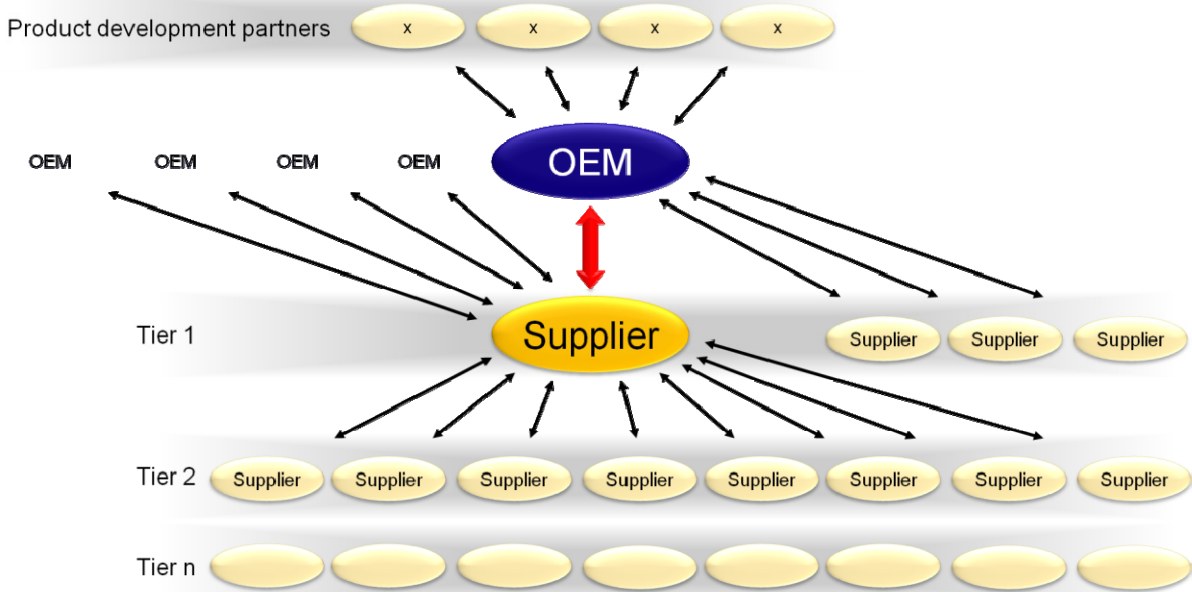 Product development partners x x x x
OEM OEM OEM OEM OEM
Tier 1 Supplier Supplier Supplier Supplier
Tier 2 Supplier Supplier Supplier Supplier Supplier Supplier Supplier Supplier
Tier n